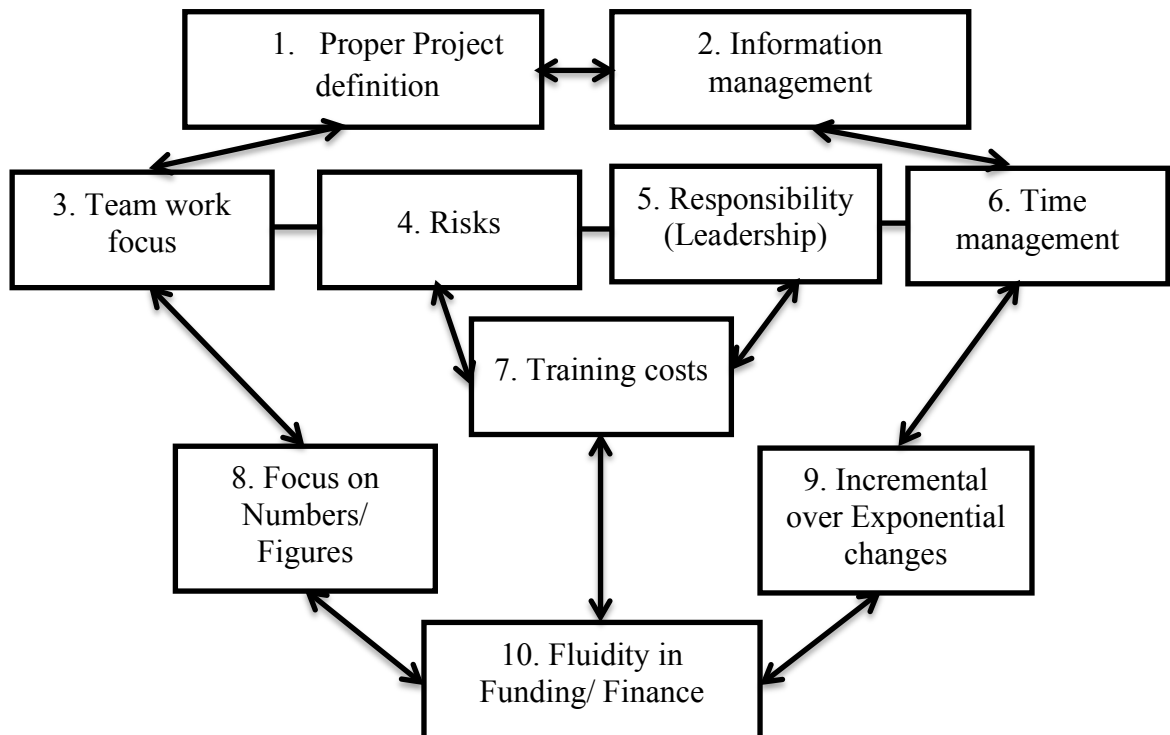 1. Proper Project
definition
2. Information
management
3. Team work
focus
4. Risks
5. Responsibility
(Leadership)
6. Time
management
7. Training costs
8. Focus on
Numbers/
Figures
9. Incremental
over Exponential
changes
10. Fluidity in
Funding/ Finance